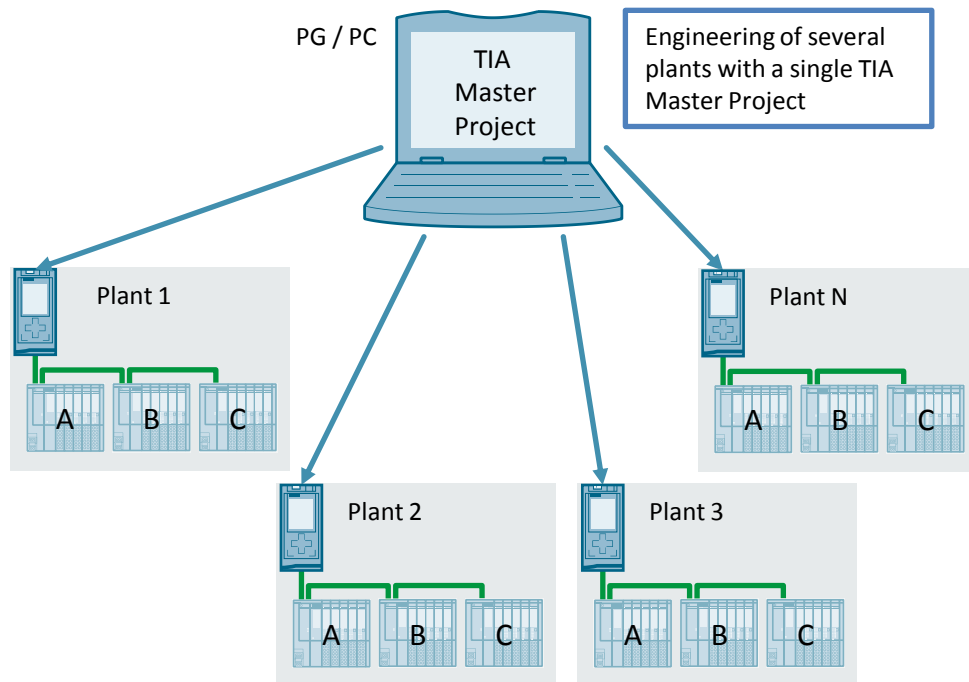 PG / PC
TIA
Master
Project
Engineering of several
plants with a single TIA
Master Project
Plant 1
A B C
Plant N
A B C
Plant 2
A B C
Plant 3
A B C